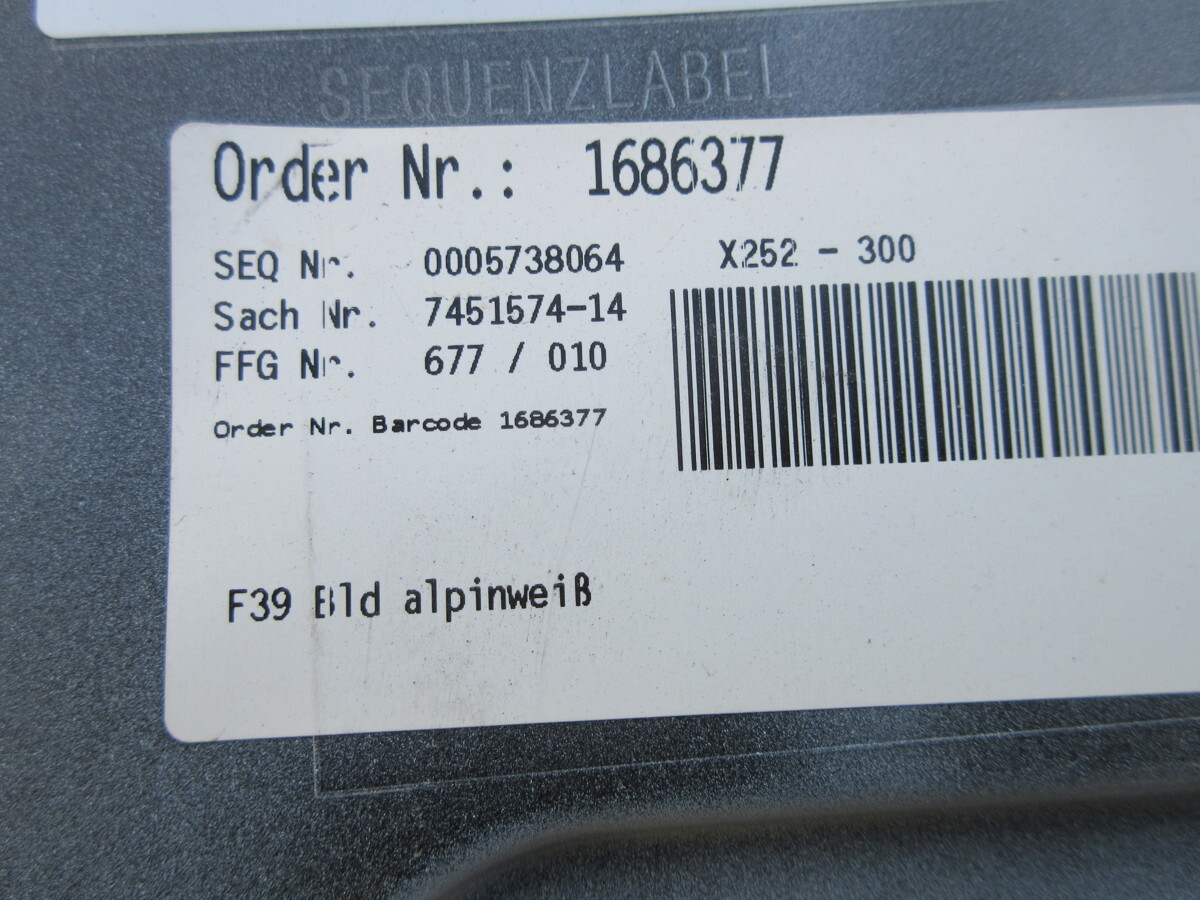 SEQUENZLABEL
Order Nr.: 1686377
SEQ Nr. 0005738064 X252 - 300
Sach Nr. 7451574-14
FFG Nr. 677 / 010
Order Nr. Barcode 1686377
F39 Bld alpinweiß